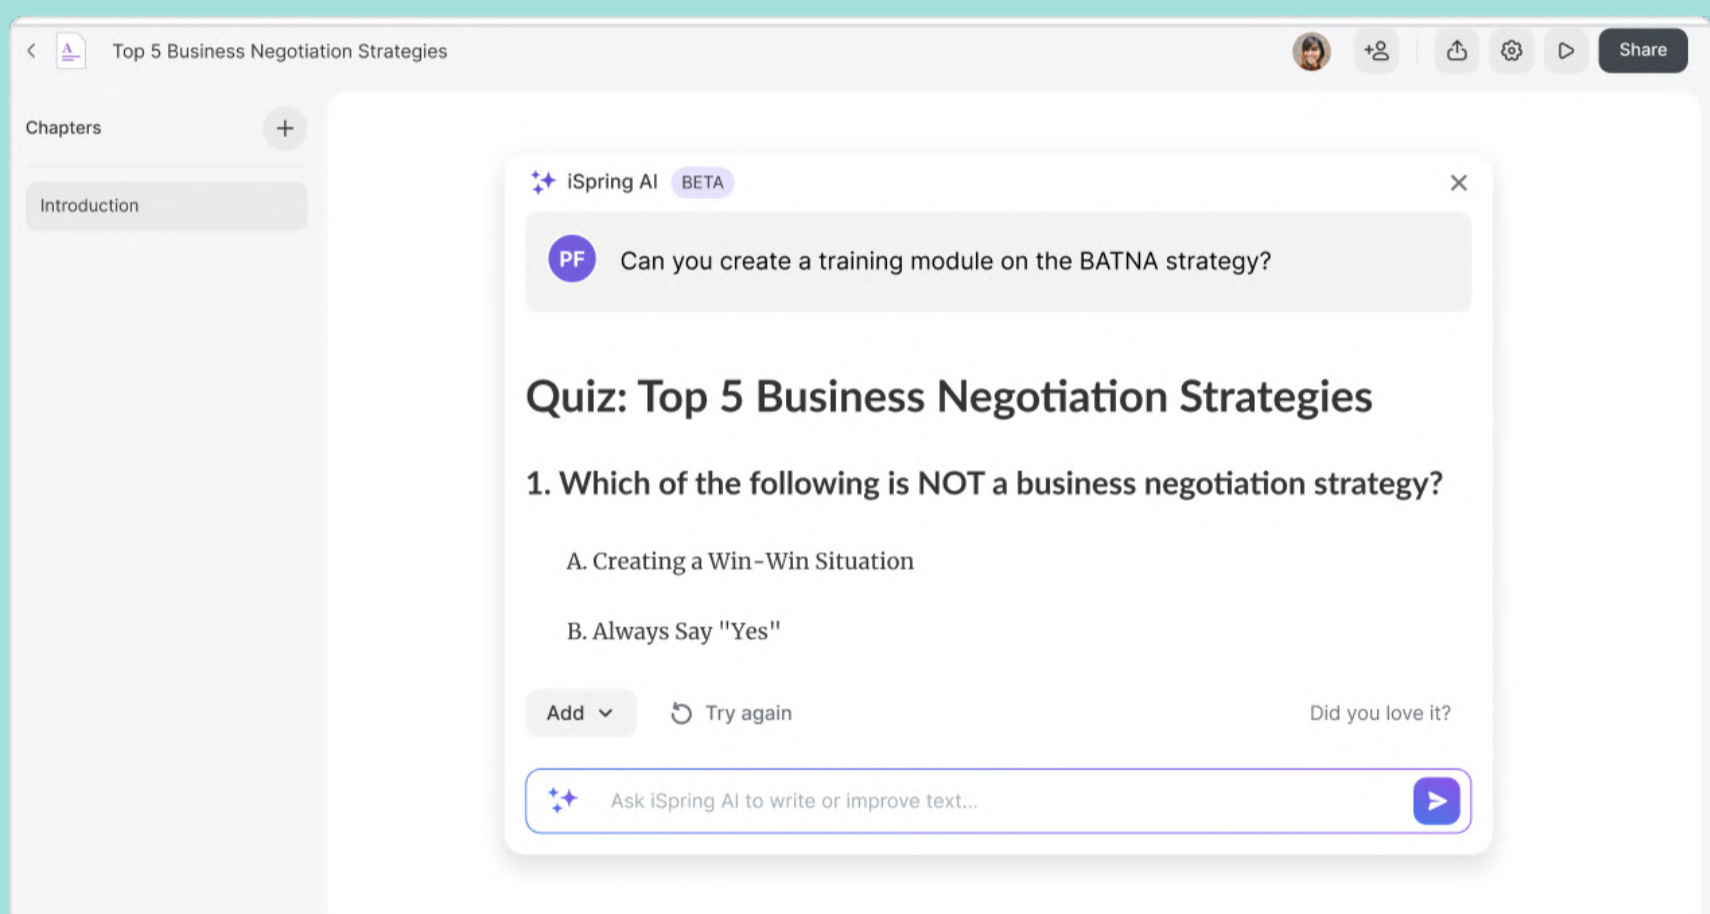 A
Top 5 Business Negotiation Strategies
Share
Chapters
Introduction
iSpring AI BETA
PF Can you create a training module on the BATNA strategy?
Quiz: Top 5 Business Negotiation Strategies
1. Which of the following is NOT a business negotiation strategy?
A. Creating a Win-Win Situation
B. Always Say "Yes"
Add Try again Did you love it?
Ask iSpring AI to write or improve text...